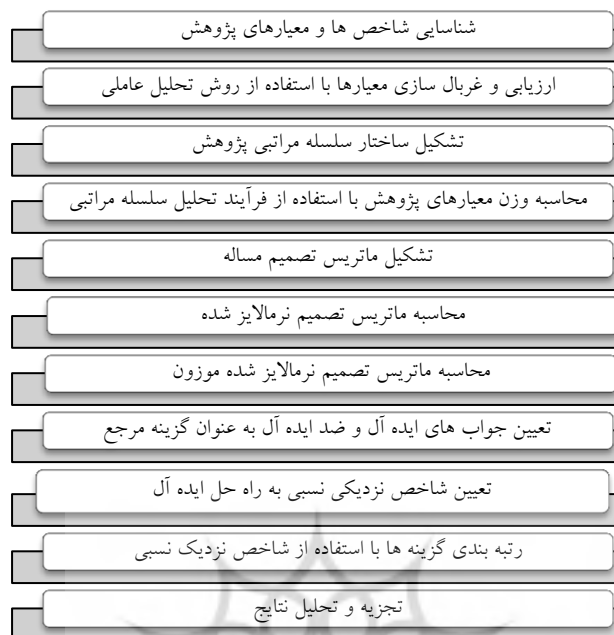 شناسایی شاخص ها و معیارهای پژوهش
ارزیابی و غربال سازی معیارها با استفاده از روش تحلیل عاملی
تشکیل ساختار سلسله مراتبی پژوهش
محاسبه وزن معیارهای پژوهش با استفاده از فرآیند تحلیل سلسله مراتبی
تشکیل ماتریس تصمیم مساله
محاسبه ماتریس تصمیم نرمالایز شده
محاسبه ماتریس تصمیم نرمالایز شده موزون
تعیین جواب های ایده آل و ضد ایده آل به عنوان گزینه مرجع
تعیین شاخص نزدیکی نسبی به راه حل ایده آل
رتبه بندی گزینه ها با استفاده از شاخص نزدیک نسبی
تجزیه و تحلیل نتایج